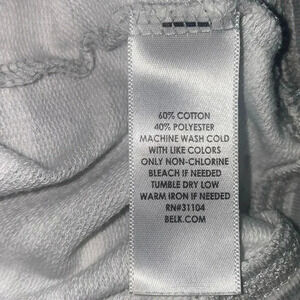 60% COTTON
40% POLYESTER
MACHINE WASH COLD
WITH LIKE COLORS
ONLY NON-CHLORINE
BLEACH IF NEEDED
TUMBLE DRY LOW
WARM IRON IF NEEDED
RN#31104
BELK.COM